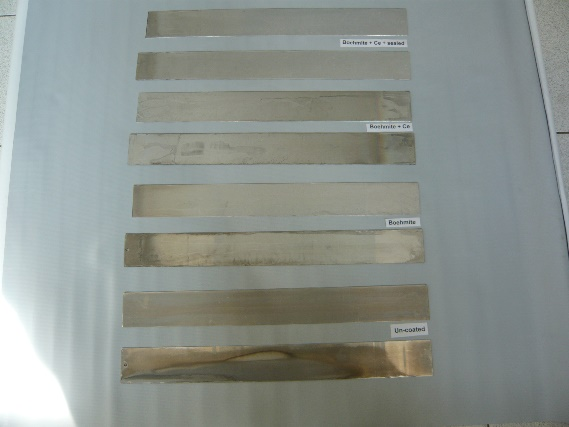 Boehmite + Ce + sealed
Boehmite + Ce
Boehmite
Un-coated